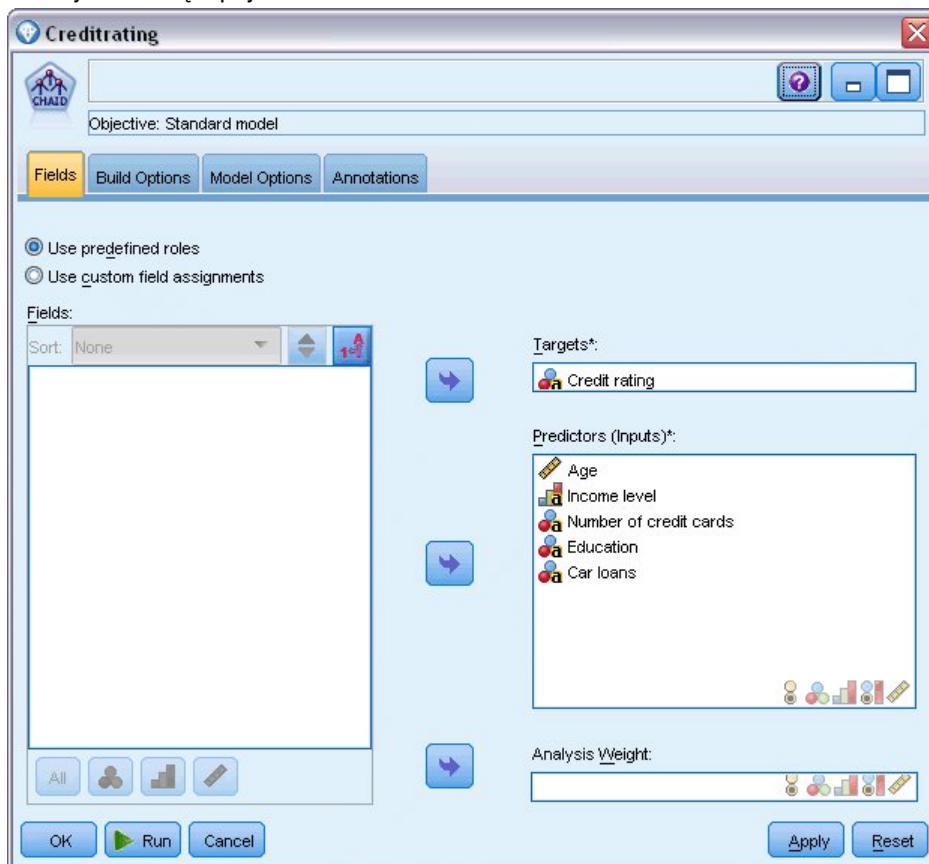 Creditrating
CHAID
Objective: Standard model
Fields Build Options Model Options Annotations
Use predefined roles
Use custom field assignments
Fields:
Sort: None
Targets*:
Credit rating
Predictors (Inputs)*:
Age
Income level
Number of credit cards
Education
Car loans
Analysis Weight:
All
OK Run Cancel Apply Reset